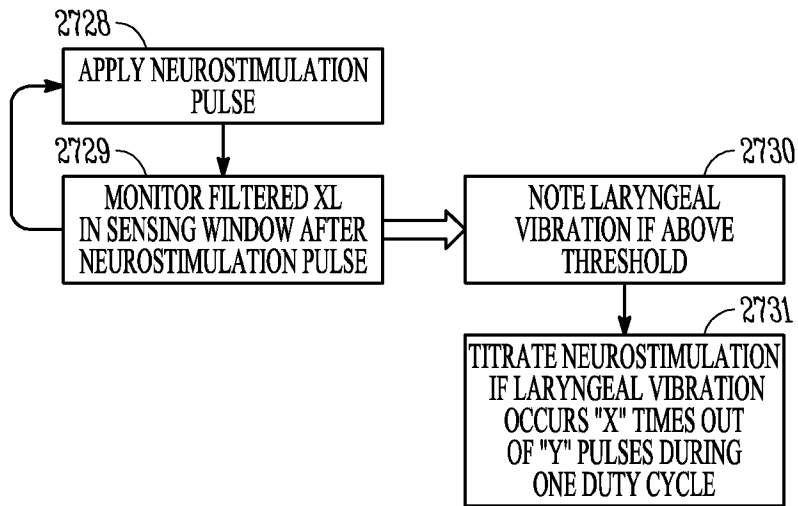 2728
APPLY NEUROSTIMULATION
PULSE
2729
MONITOR FILTERED XL
IN SENSING WINDOW AFTER
NEUROSTIMULATION PULSE
2730
NOTE LARYNGEAL
VIBRATION IF ABOVE
THRESHOLD
2731
TITRATE NEUROSTIMULATION
IF LARYNGEAL VIBRATION
OCCURS "X" TIMES OUT
OF "Y" PULSES DURING
ONE DUTY CYCLE